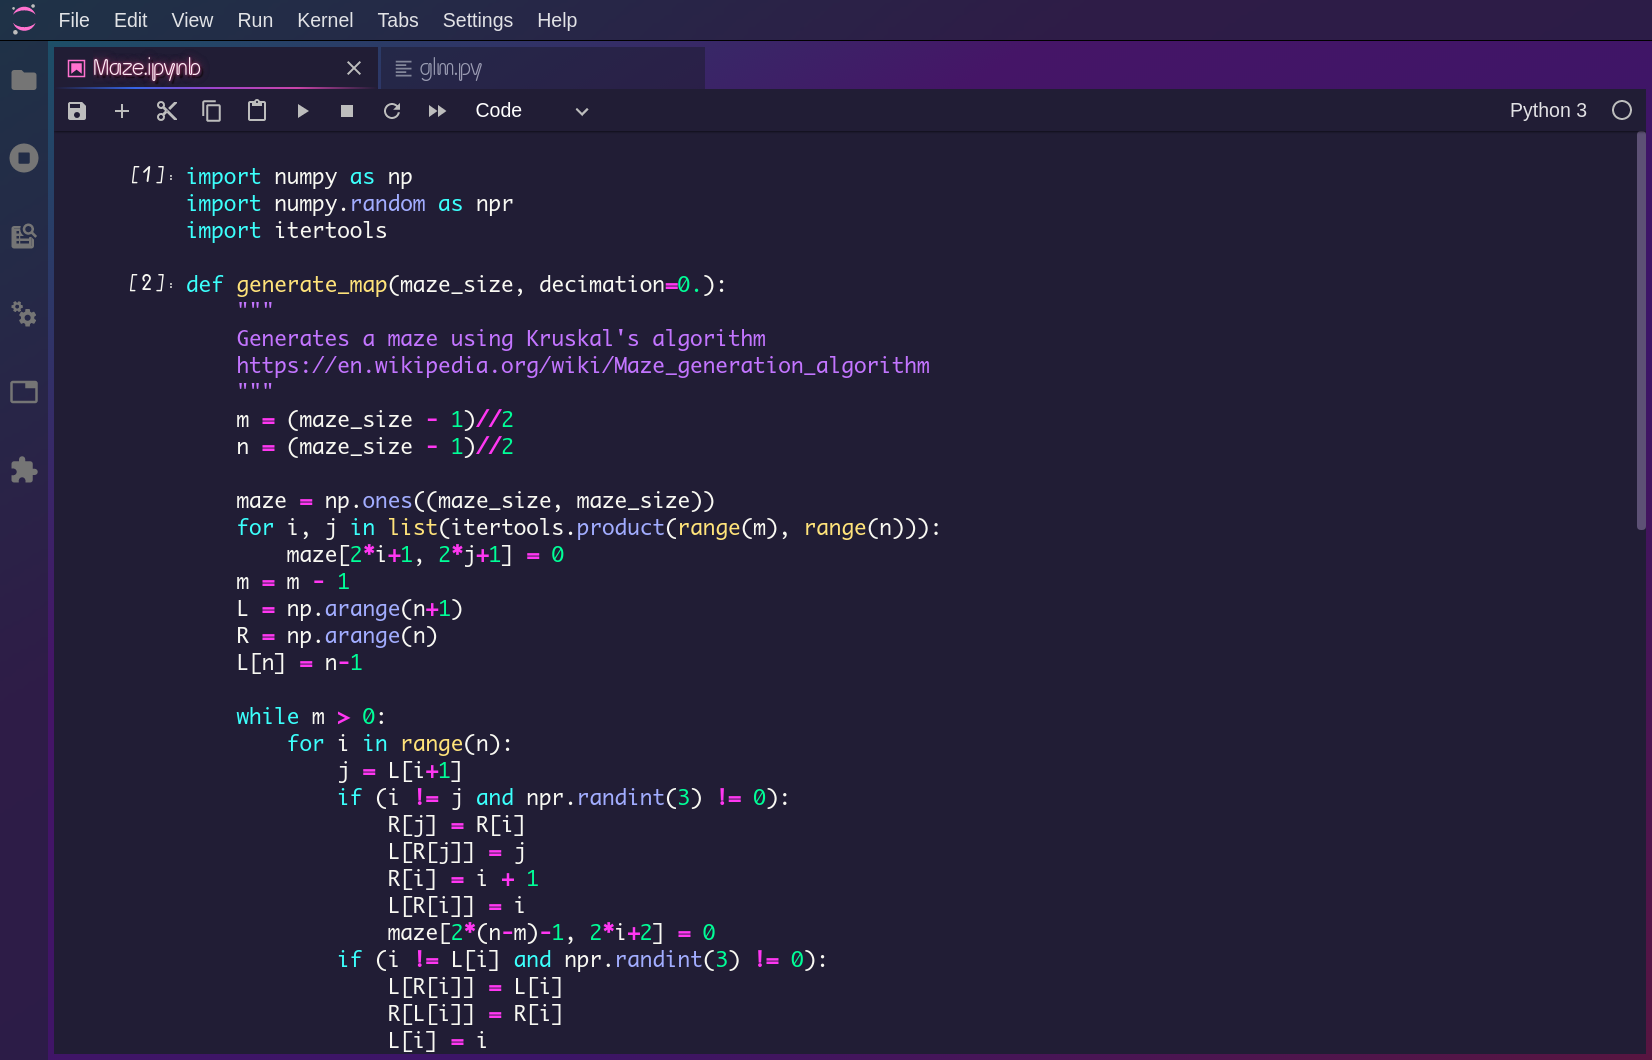 File Edit View Run Kernel Tabs Settings Help
Maze.ipynb glm.py
Code Python 3
[1]: import numpy as np
import numpy.random as npr
import itertools
[2]: def generate_map(maze_size, decimation=0.):
"""
Generates a maze using Kruskal's algorithm
https://en.wikipedia.org/wiki/Maze_generation_algorithm
"""
m = (maze_size - 1)//2
n = (maze_size - 1)//2
maze = np.ones((maze_size, maze_size))
for i, j in list(itertools.product(range(m), range(n))):
maze[2*i+1, 2*j+1] = 0
m = m - 1
L = np.arange(n+1)
R = np.arange(n)
L[n] = n-1
while m > 0:
for i in range(n):
j = L[i+1]
if (i != j and npr.randint(3) != 0):
R[j] = R[i]
L[R[j]] = j
R[i] = i + 1
L[R[i]] = i
maze[2*(n-m)-1, 2*i+2] = 0
if (i != L[i] and npr.randint(3) != 0):
L[R[i]] = L[i]
R[L[i]] = R[i]
L[i] = i